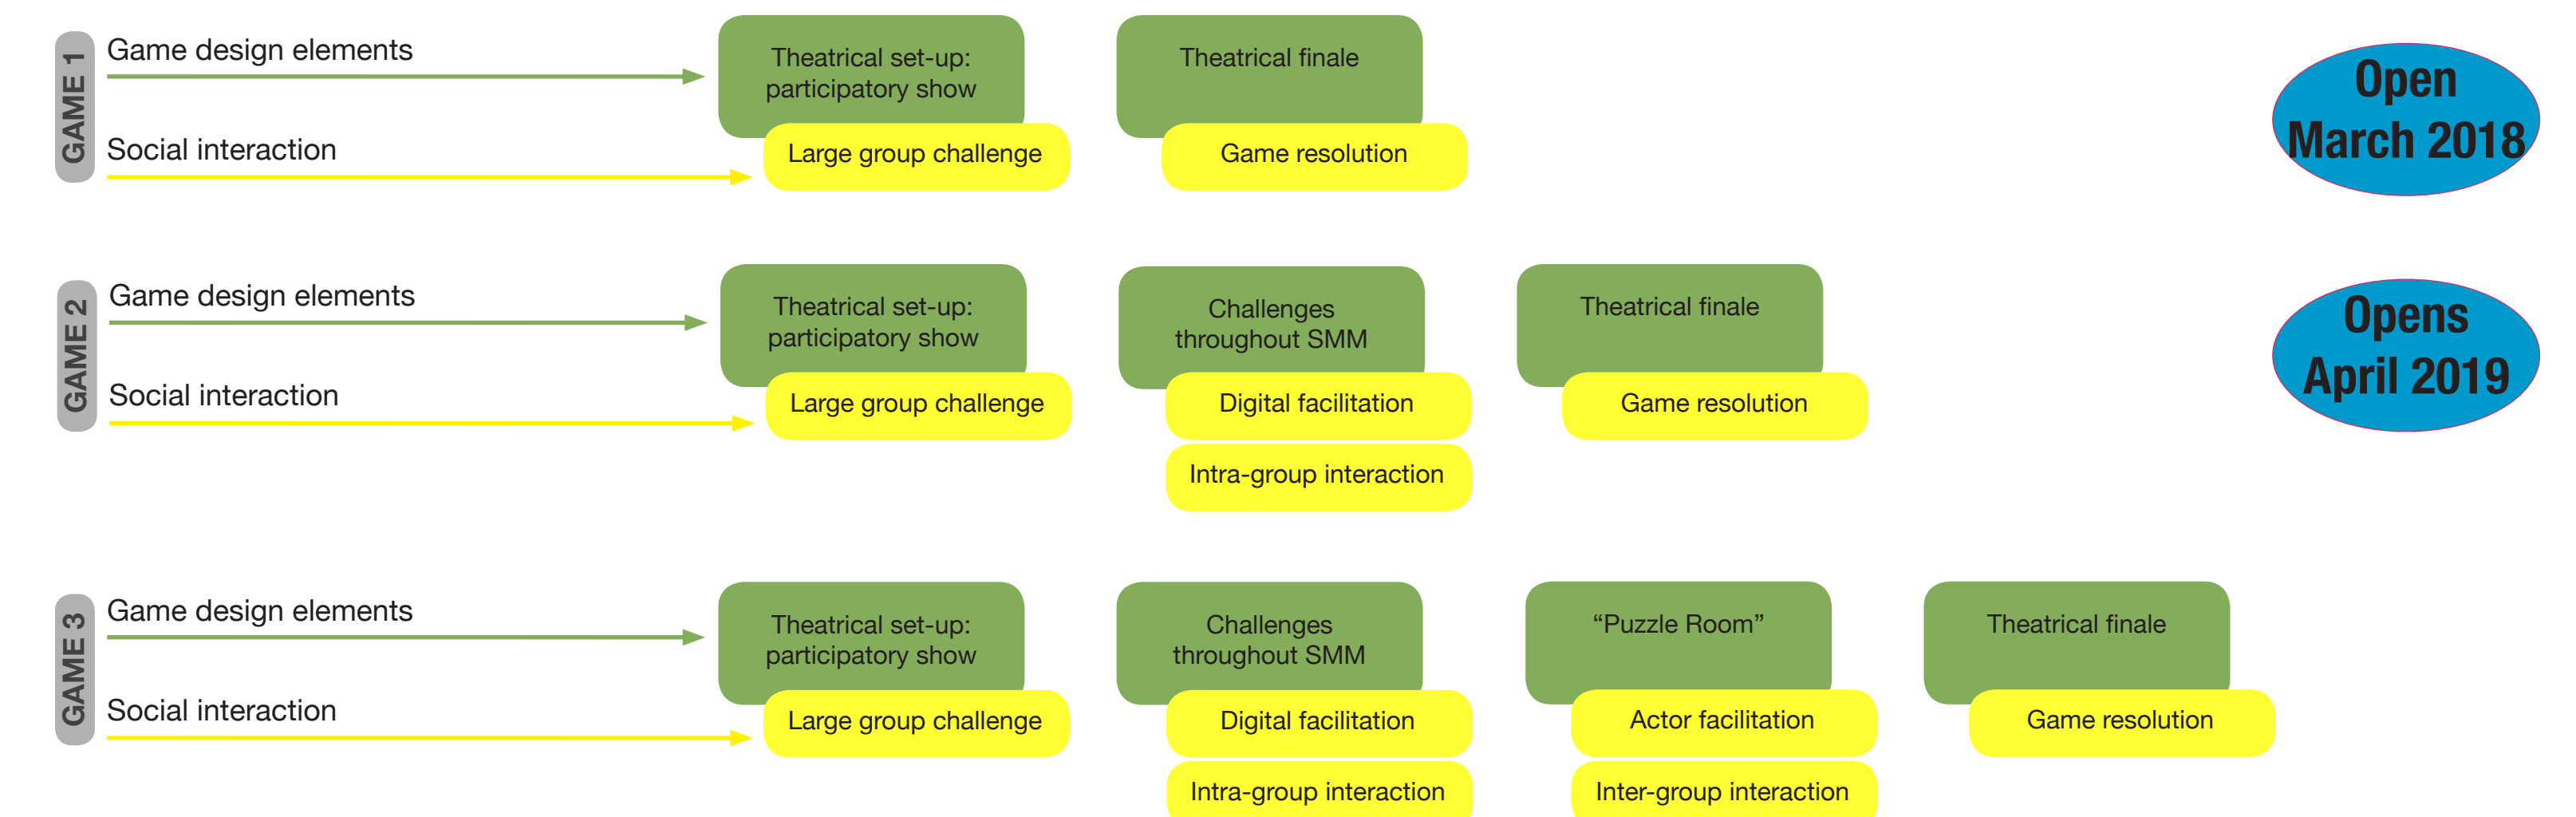 GAME 1
Game design elements
Social interaction
Theatrical set-up:
participatory show
Large group challenge
Theatrical finale
Game resolution
Open
March 2018
GAME 2
Game design elements
Social interaction
Theatrical set-up:
participatory show
Large group challenge
Challenges
throughout SMM
Digital facilitation
Intra-group interaction
Theatrical finale
Game resolution
Opens
April 2019
GAME 3
Game design elements
Social interaction
Theatrical set-up:
participatory show
Large group challenge
Challenges
throughout SMM
Digital facilitation
Intra-group interaction
“Puzzle Room”
Actor facilitation
Inter-group interaction
Theatrical finale
Game resolution